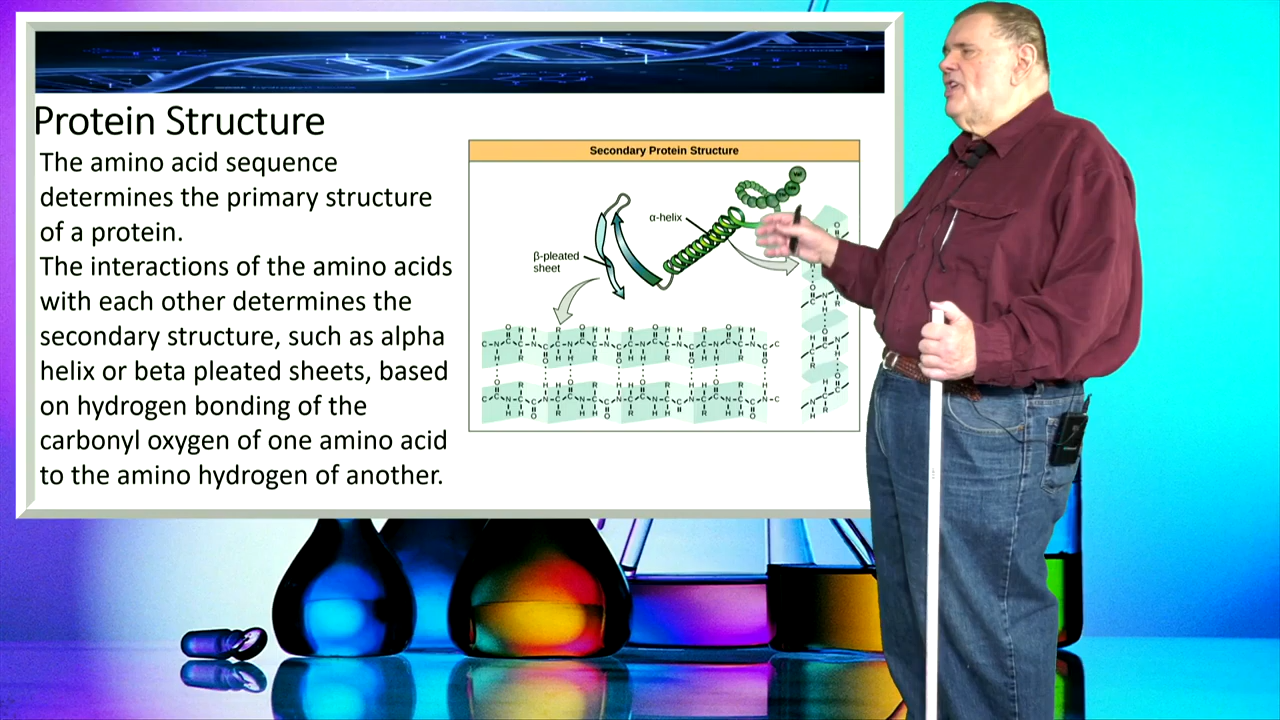 Protein Structure
The amino acid sequence
determines the primary structure
of a protein.
The interactions of the amino acids
with each other determines the
secondary structure, such as alpha
helix or beta pleated sheets, based
on hydrogen bonding of the
carbonyl oxygen of one amino acid
to the amino hydrogen of another.
Secondary Protein Structure
Val
α-helix
β-pleated
sheet